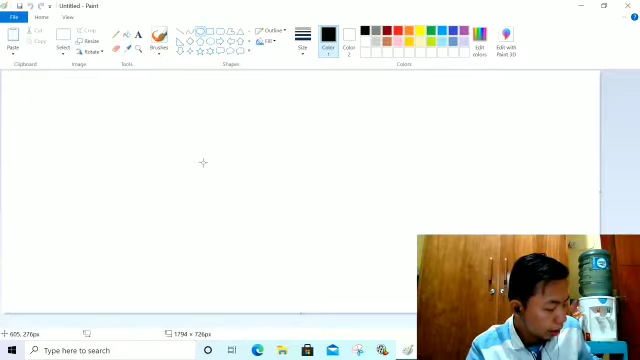 Untitled - Paint
File Home View
Paste
Cut
Copy
Clipboard
Select
Crop
Resize
Rotate
Image
Tools
Brushes
Shapes
Outline
Fill
Size
Color 1
Color 2
Colors
Edit colors
Edit with Paint 3D
605, 276px
1794 × 726px
Type here to search